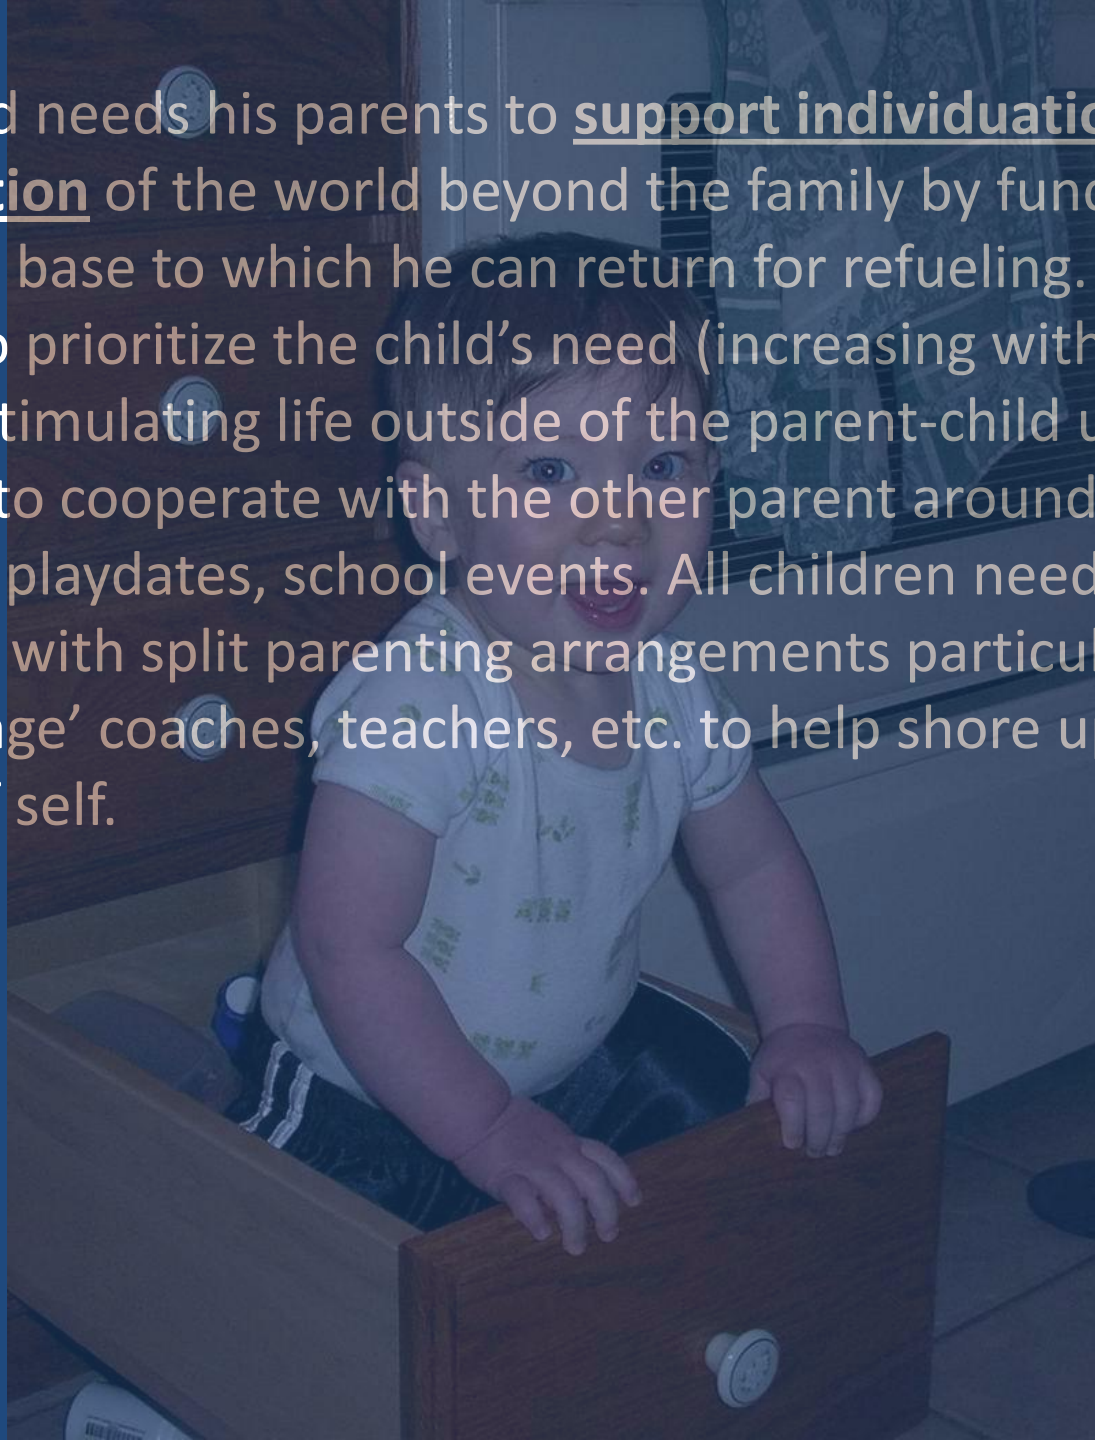 d needs his parents to support individuatio
tion of the world beyond the family by func
base to which he can return for refueling.
o prioritize the child’s need (increasing with
timulating life outside of the parent-child u
to cooperate with the other parent around
playdates, school events. All children need
with split parenting arrangements particul
nge’ coaches, teachers, etc. to help shore up
f self.